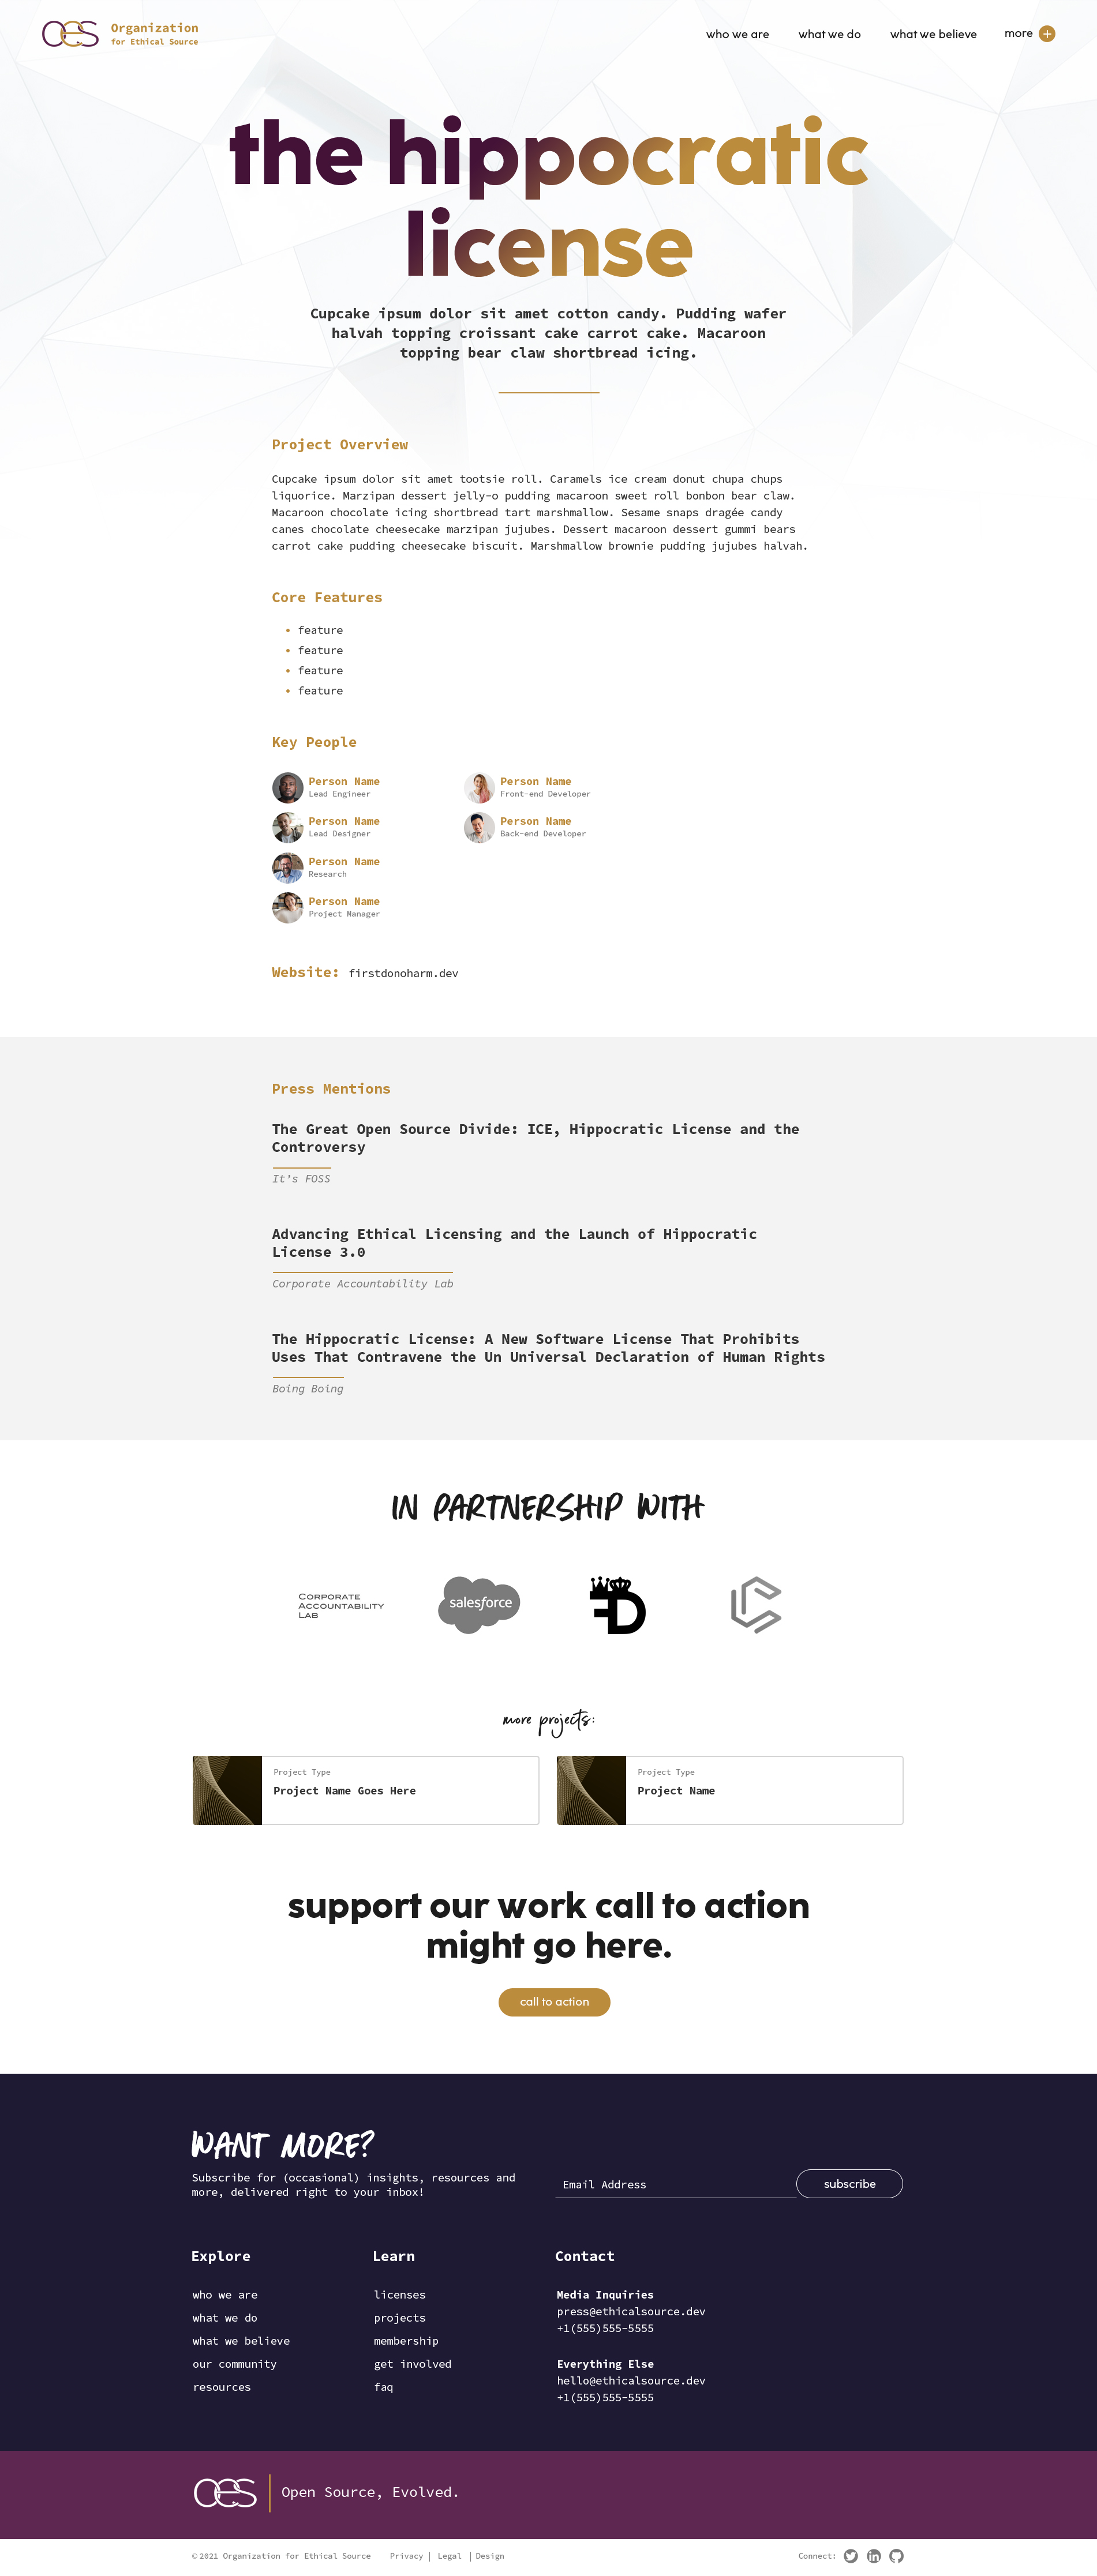 OES
Organization
for Ethical Source
who we are
what we do
what we believe
more
the hippocratic
license
Cupcake ipsum dolor sit amet cotton candy. Pudding wafer
halvah topping croissant cake carrot cake. Macaroon
topping bear claw shortbread icing.
Project Overview
Cupcake ipsum dolor sit amet tootsie roll. Caramels ice cream donut chupa chups
liquorice. Marzipan dessert jelly-o pudding macaroon sweet roll bonbon bear claw.
Macaroon chocolate icing shortbread tart marshmallow. Sesame snaps dragée candy
canes chocolate cheesecake marzipan jujubes. Dessert macaroon dessert gummi bears
carrot cake pudding cheesecake biscuit. Marshmallow brownie pudding jujubes halvah.
Core Features
• feature
• feature
• feature
• feature
Key People
Person Name
Lead Engineer
Person Name
Lead Designer
Person Name
Research
Person Name
Project Manager
Person Name
Front-end Developer
Person Name
Back-end Developer
Website: firstdonoharm.dev
Press Mentions
The Great Open Source Divide: ICE, Hippocratic License and the
Controversy
It’s FOSS
Advancing Ethical Licensing and the Launch of Hippocratic
License 3.0
Corporate Accountability Lab
The Hippocratic License: A New Software License That Prohibits
Uses That Contravene the Un Universal Declaration of Human Rights
Boing Boing
IN PARTNERSHIP WITH
Corporate
Accountability
Lab
salesforce
more projects:
Project Type
Project Name Goes Here
Project Type
Project Name
support our work call to action
might go here.
call to action
WANT MORE?
Subscribe for (occasional) insights, resources and
more, delivered right to your inbox!
Email Address
subscribe
Explore
who we are
what we do
what we believe
our community
resources
Learn
licenses
projects
membership
get involved
faq
Contact
Media Inquiries
press@ethicalsource.dev
+1(555)555-5555
Everything Else
hello@ethicalsource.dev
+1(555)555-5555
OES
Open Source, Evolved.
© 2021 Organization for Ethical Source
Privacy | Legal | Design
Connect: